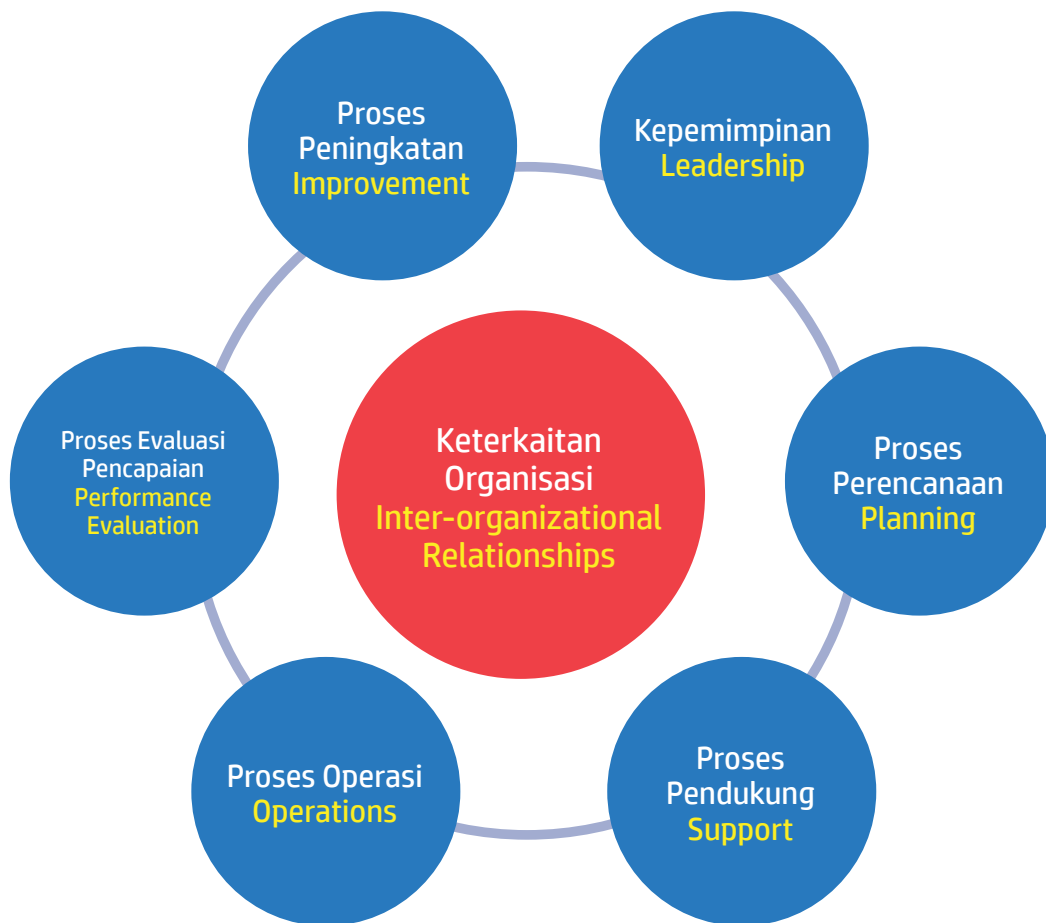 Proses
Peningkatan
Improvement
Kepemimpinan
Leadership
Proses Evaluasi
Pencapaian
Performance
Evaluation
Keterkaitan
Organisasi
Inter-organizational
Relationships
Proses
Perencanaan
Planning
Proses Operasi
Operations
Proses
Pendukung
Support